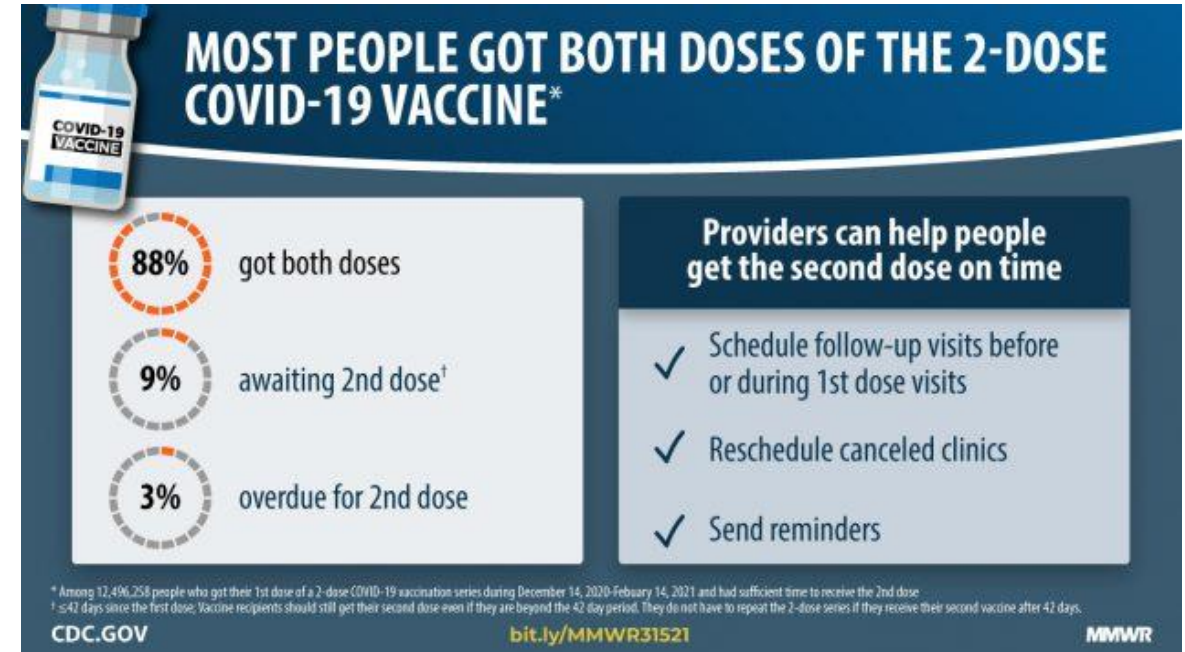 MOST PEOPLE GOT BOTH DOSES OF THE 2-DOSE
COVID-19 VACCINE*
COVID-19
VACCINE
88%
got both doses
9%
awaiting 2nd dose†
3%
overdue for 2nd dose
Providers can help people
get the second dose on time
✓ Schedule follow-up visits before
or during 1st dose visits
✓ Reschedule canceled clinics
✓ Send reminders
* Among 12,496,258 people who got their 1st dose of a 2-dose COVID-19 vaccination series during December 14, 2020-Febuary 14, 2021 and had sufficient time to receive the 2nd dose
† ≤42 days since the first dose; Vaccine recipients should still get their second dose even if they are beyond the 42 day period. They do not have to repeat the 2-dose series if they receive their second vaccine after 42 days.
CDC.GOV
bit.ly/MMWR31521
MMWR